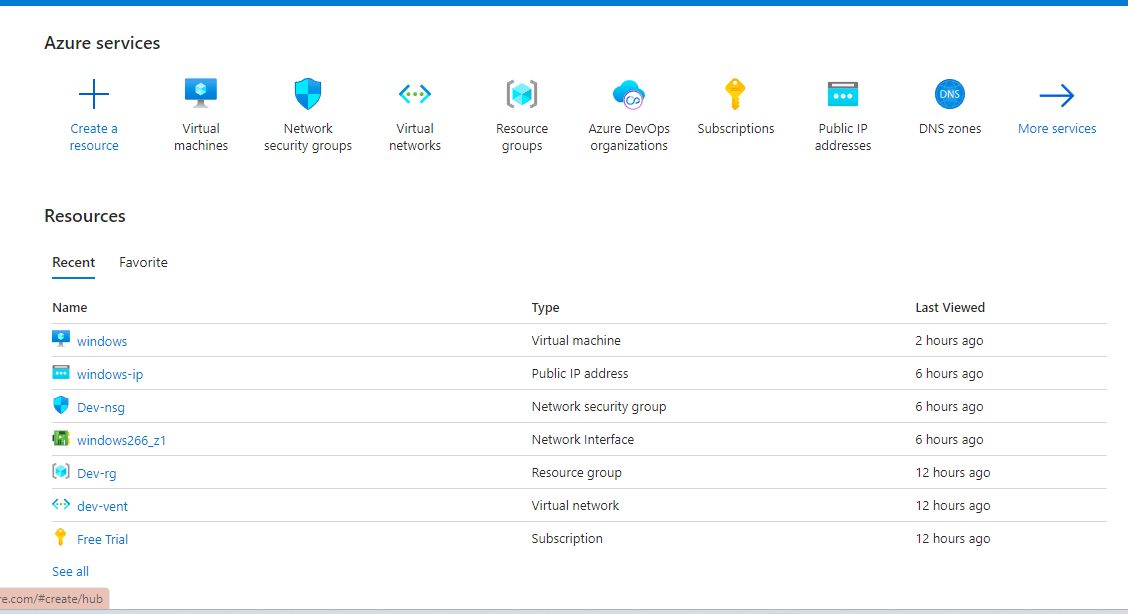 Azure services
Create a
resource
Virtual
machines
Network
security groups
Virtual
networks
Resource
groups
Azure DevOps
organizations
Subscriptions
Public IP
addresses
DNS
DNS zones
More services
Resources
Recent Favorite
Name Type Last Viewed
windows Virtual machine 2 hours ago
windows-ip Public IP address 6 hours ago
Dev-nsg Network security group 6 hours ago
windows266_z1 Network Interface 6 hours ago
Dev-rg Resource group 12 hours ago
dev-vent Virtual network 12 hours ago
Free Trial Subscription 12 hours ago
See all
re.com/#create/hub